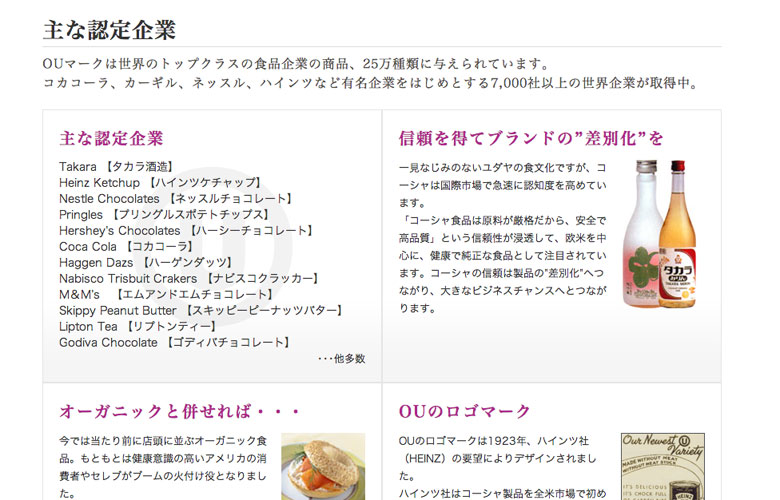 主な認定企業
OUマークは世界のトップクラスの食品企業の商品、25万種類に与えられています。
コカコーラ、カーギル、ネッスル、ハインツなど有名企業をはじめとする7,000社以上の世界企業が取得中。
主な認定企業
Takara 【タカラ酒造】
Heinz Ketchup 【ハインツケチャップ】
Nestle Chocolates 【ネッスルチョコレート】
Pringles 【プリングルスポテトチップス】
Hershey's Chocolates 【ハーシーチョコレート】
Coca Cola 【コカコーラ】
Haggen Dazs 【ハーゲンダッツ】
Nabisco Trisbuit Crakers 【ナビスコクラッカー】
M&M's 【エムアンドエムチョコレート】
Skippy Peanut Butter 【スキッピーピーナッツバター】
Lipton Tea 【リプトンティー】
Godiva Chocolate 【ゴディバチョコレート】
･･･他多数
信頼を得てブランドの”差別化”を
一見なじみのないユダヤの食文化ですが、コ
ーシャは国際市場で急速に認知度を高めてい
ます。
「コーシャ食品は原料が厳格だから、安全で
高品質」という信頼性が浸透して、欧米を中
心に、健康で純正な食品として注目されてい
ます。コーシャの信頼は製品の"差別化"へつ
ながり、大きなビジネスチャンスへとつなが
ります。
タカラ
オーガニックと併せれば・・・
今では当たり前に店頭に並ぶオーガニック食
品。もともとは健康意識の高いアメリカの消
費者やセレブがブームの火付け役となりまし
た。
OUのロゴマーク
OUのロゴマークは1923年、ハインツ社
（HEINZ）の要望によりデザインされまし
た。
ハインツ社はコーシャ製品を全米市場で初め
Our Newest U
Variety
MADE WITHOUT MEAT
WITHOUT MEAT STOCK
IT'S DELICIOUS
IT'S CHOCK FULL
HEINZ